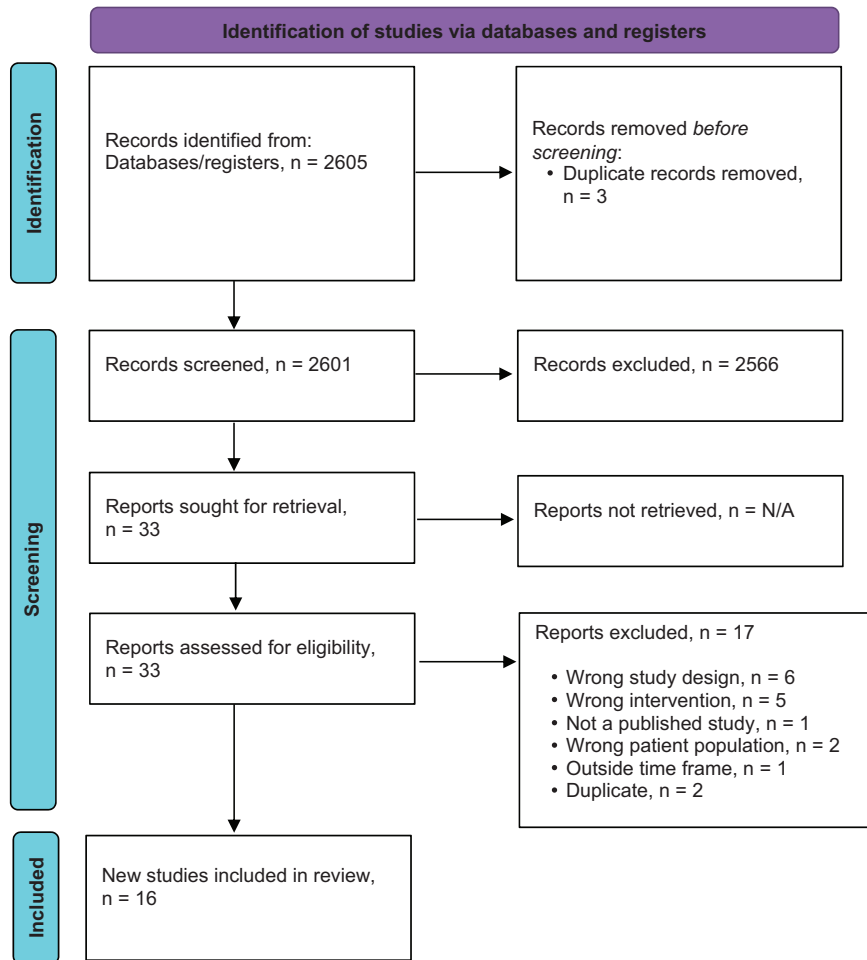 Identification of studies via databases and registers
Identification
Records identified from:
Databases/registers, n = 2605
Records removed before
screening:
• Duplicate records removed,
n = 3
Screening
Records screened, n = 2601
Records excluded, n = 2566
Reports sought for retrieval,
n = 33
Reports not retrieved, n = N/A
Reports assessed for eligibility,
n = 33
Reports excluded, n = 17
• Wrong study design, n = 6
• Wrong intervention, n = 5
• Not a published study, n = 1
• Wrong patient population, n = 2
• Outside time frame, n = 1
• Duplicate, n = 2
Included
New studies included in review,
n = 16